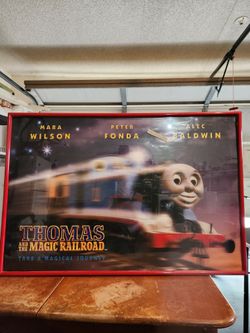 MARA PETER ALEC
WILSON FONDA BALDWIN
THOMAS
AND THE MAGIC RAILROAD
TAKE A MAGICAL JOURNEY